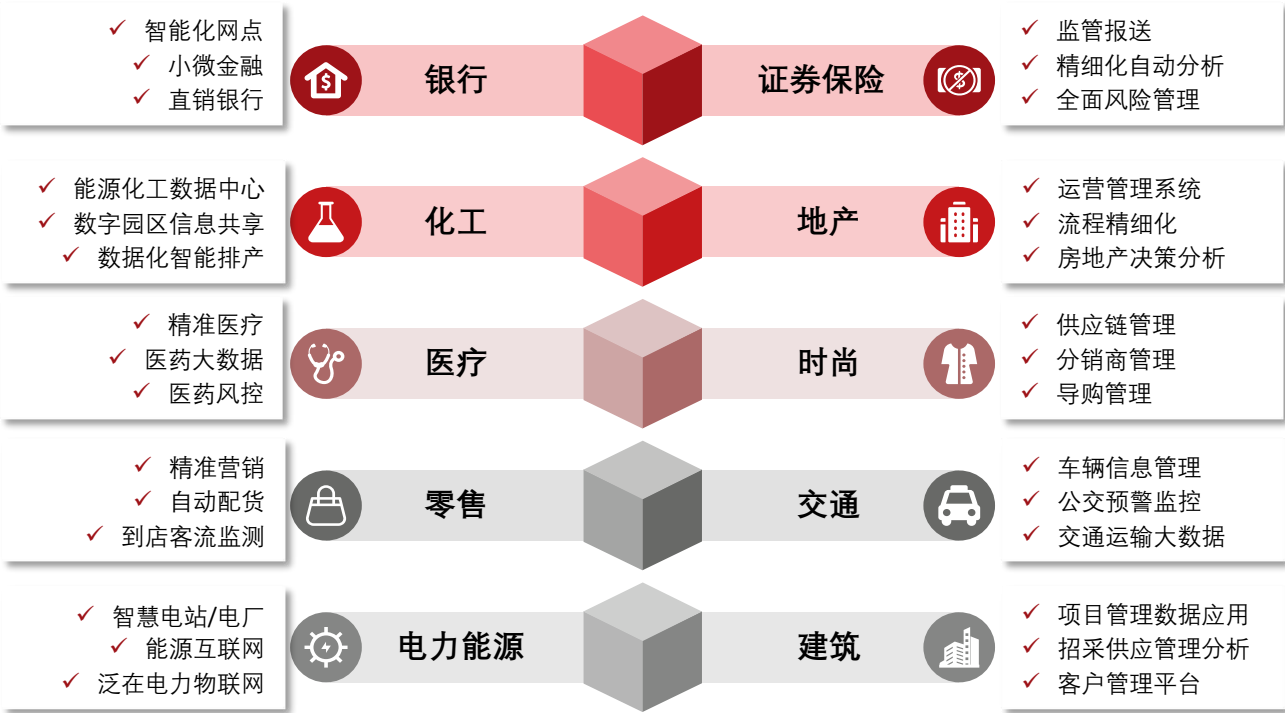 智能化网点
小微金融
直销银行
银行
证券保险
监管报送
精细化自动分析
全面风险管理
能源化工数据中心
数字园区信息共享
数据化智能排产
化工
地产
运营管理系统
流程精细化
房地产决策分析
精准医疗
医药大数据
医药风控
医疗
时尚
供应链管理
分销商管理
导购管理
精准营销
自动配货
到店客流监测
零售
交通
车辆信息管理
公交预警监控
交通运输大数据
智慧电站/电厂
能源互联网
泛在电力物联网
电力能源
建筑
项目管理数据应用
招采供应管理分析
客户管理平台